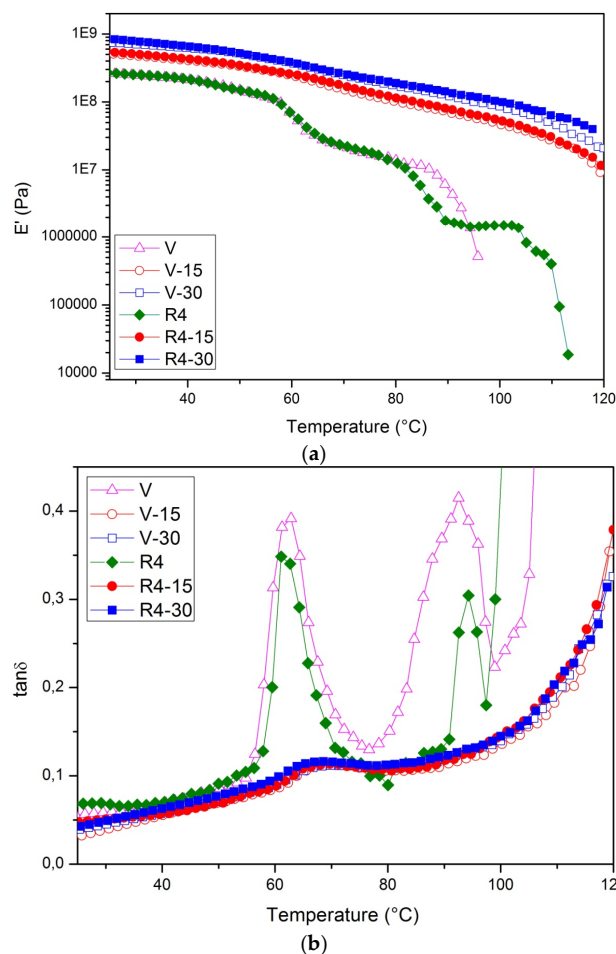 1E9
1E8
1E7
1000000
100000
10000
E' (Pa)
V
V-15
V-30
R4
R4-15
R4-30
20 40 60 80 100 120
Temperature (°C)
(a)
0,4
0,3
0,2
0,1
0,0
tanδ
V
V-15
V-30
R4
R4-15
R4-30
40 60 80 100 120
Temperature (°C)
(b)